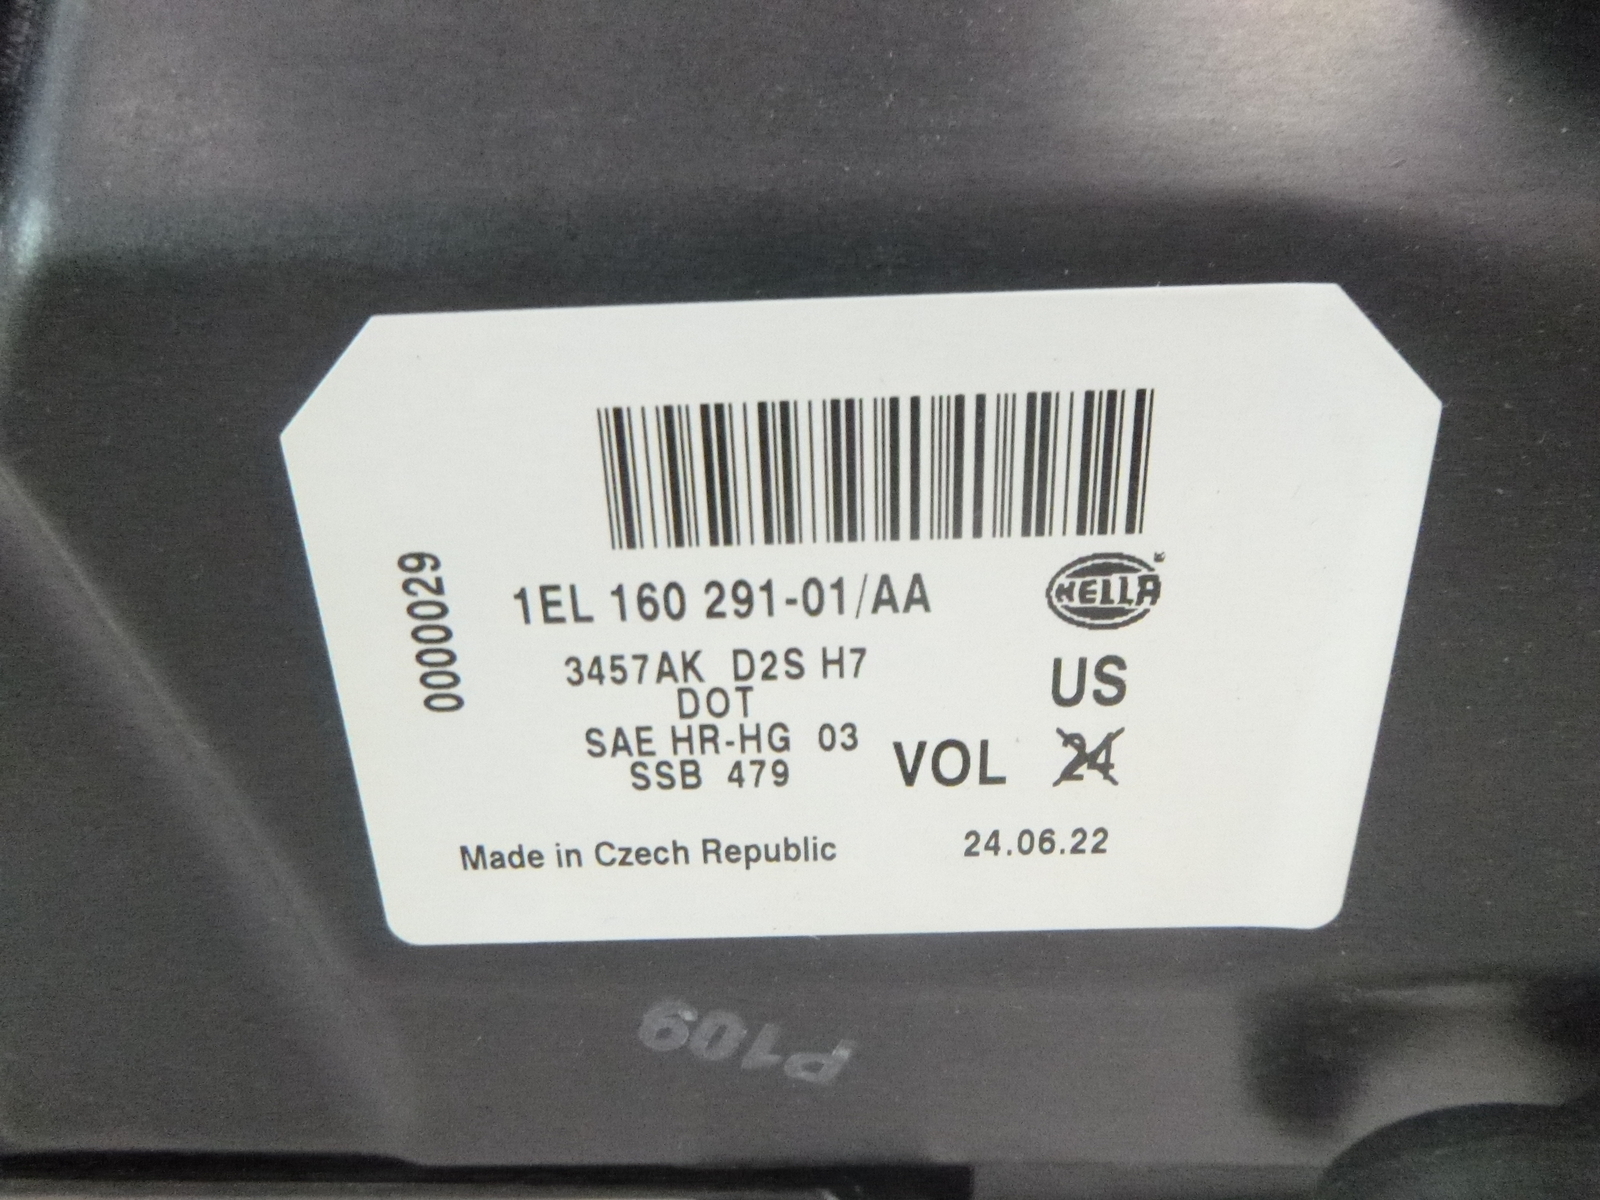 0000029
1EL 160 291-01/AA
HELLA ®
3457AK D2S H7
DOT
US
SAE HR-HG 03
SSB 479
VOL 24
Made in Czech Republic
24.06.22
P109